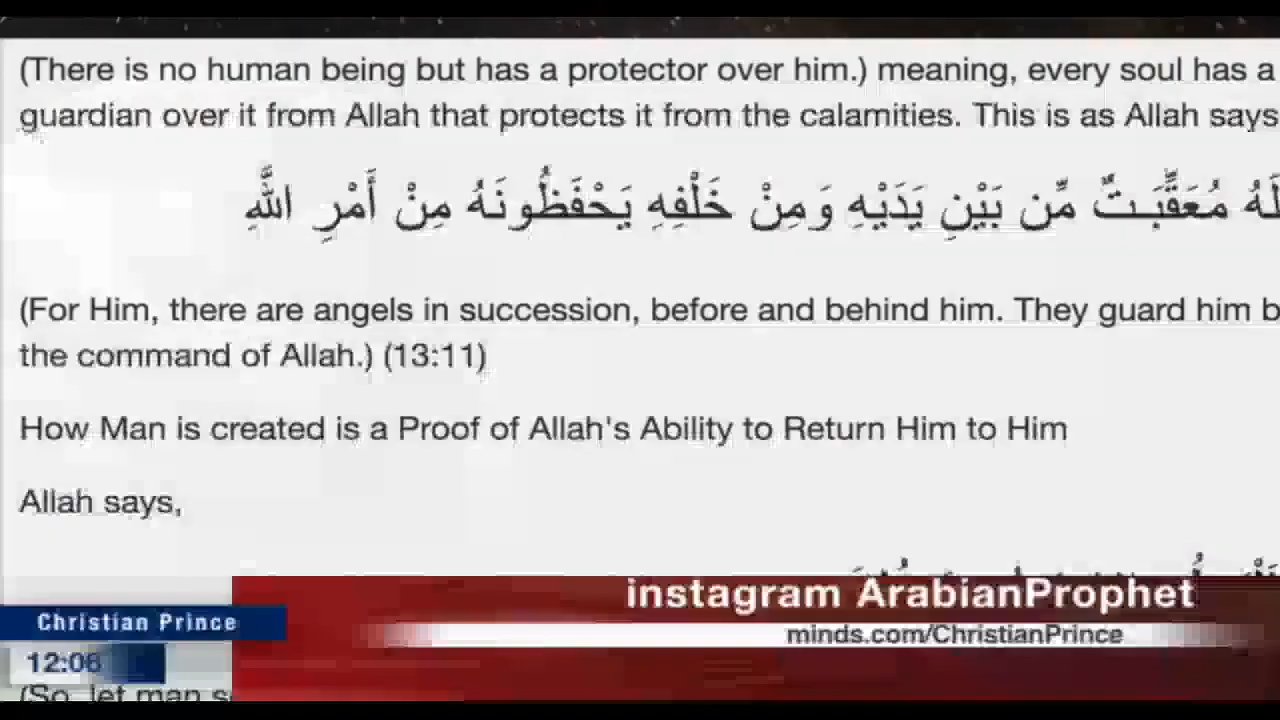 (There is no human being but has a protector over him.) meaning, every soul has a
guardian over it from Allah that protects it from the calamities. This is as Allah says
لَهُ مُعَقِّبَـتٌ مِّن بَيْنِ يَدَيْهِ وَمِنْ خَلْفِهِ يَحْفَظُونَهُ مِنْ أَمْرِ اللَّهِ
(For Him, there are angels in succession, before and behind him. They guard him b
the command of Allah.) (13:11)
How Man is created is a Proof of Allah's Ability to Return Him to Him
Allah says,
instagram ArabianProphet
Christian Prince
minds.com/ChristianPrince
12:06
(So, let man s